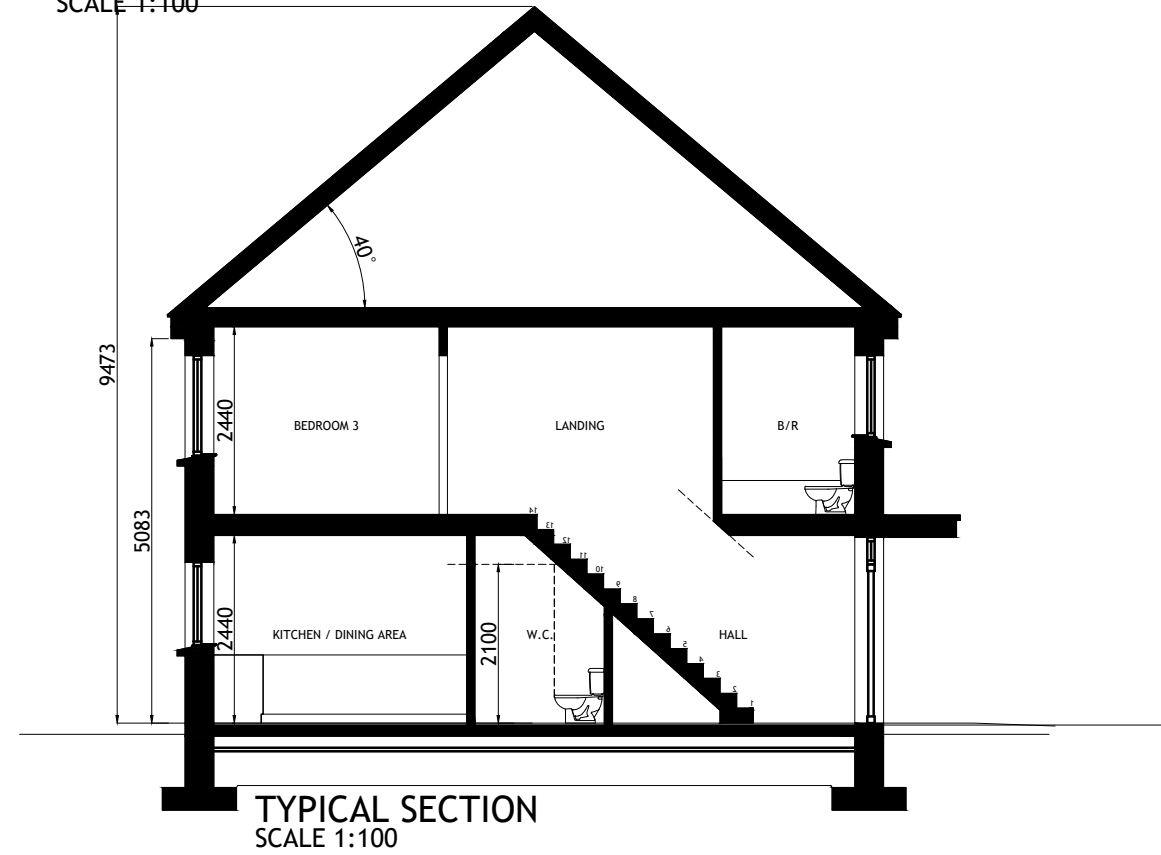 SCALE 1:100
40°
9473
5083
2440
BEDROOM 3
LANDING
B/R
14
13
12
11
10
9
8
7
6
5
4
3
2
1
2440
KITCHEN / DINING AREA
2100
W.C.
HALL
TYPICAL SECTION
SCALE 1:100